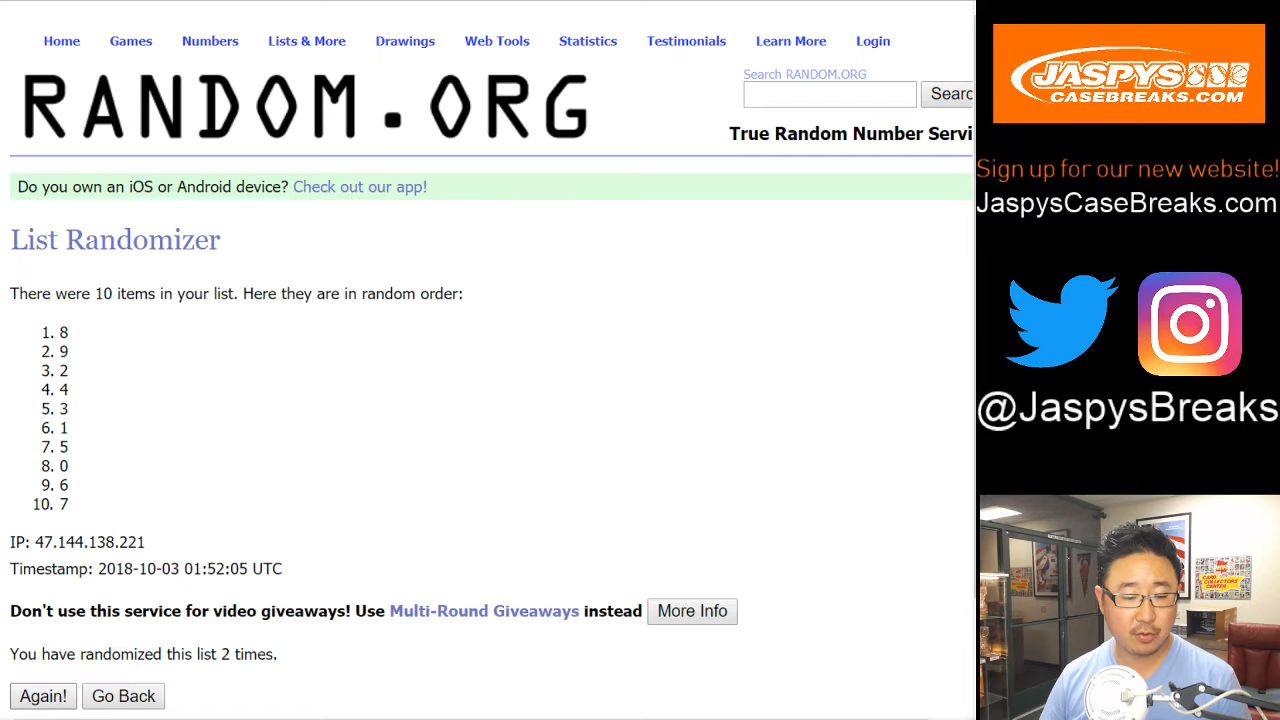 Home Games Numbers Lists & More Drawings Web Tools Statistics Testimonials Learn More Login
RANDOM.ORG
Search RANDOM.ORG
Searc
True Random Number Servi
Do you own an iOS or Android device? Check out our app!
List Randomizer
There were 10 items in your list. Here they are in random order:
1. 8
2. 9
3. 2
4. 4
5. 3
6. 1
7. 5
8. 0
9. 6
10. 7
IP: 47.144.138.221
Timestamp: 2018-10-03 01:52:05 UTC
Don't use this service for video giveaways! Use Multi-Round Giveaways instead More Info
You have randomized this list 2 times.
Again! Go Back
JASPYS
CASEBREAKS.COM
Sign up for our new website!
JaspysCaseBreaks.com
@JaspysBreaks
CARD
COLLECTORS
CENTER